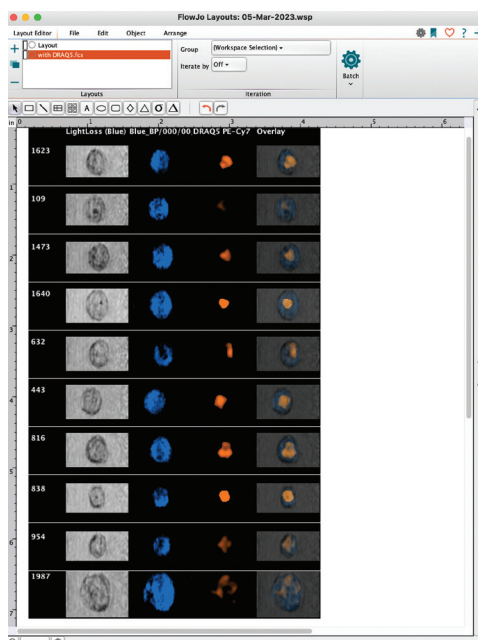 FlowJo Layouts: 05-Mar-2023.wsp
Layout Editor File Edit Object Arrange
Layout
with DRAQ5.fcs
Layouts
Group (Workspace Selection)
Iterate by Off
Iteration
Batch
in 0 1 2 3 4 5 6
LightLoss (Blue) Blue_BP/000/00 DRAQ5 PE-Cy7 Overlay
1623
1
109
1473
2
1640
3
632
443
4
816
5
838
954
6
1987
7